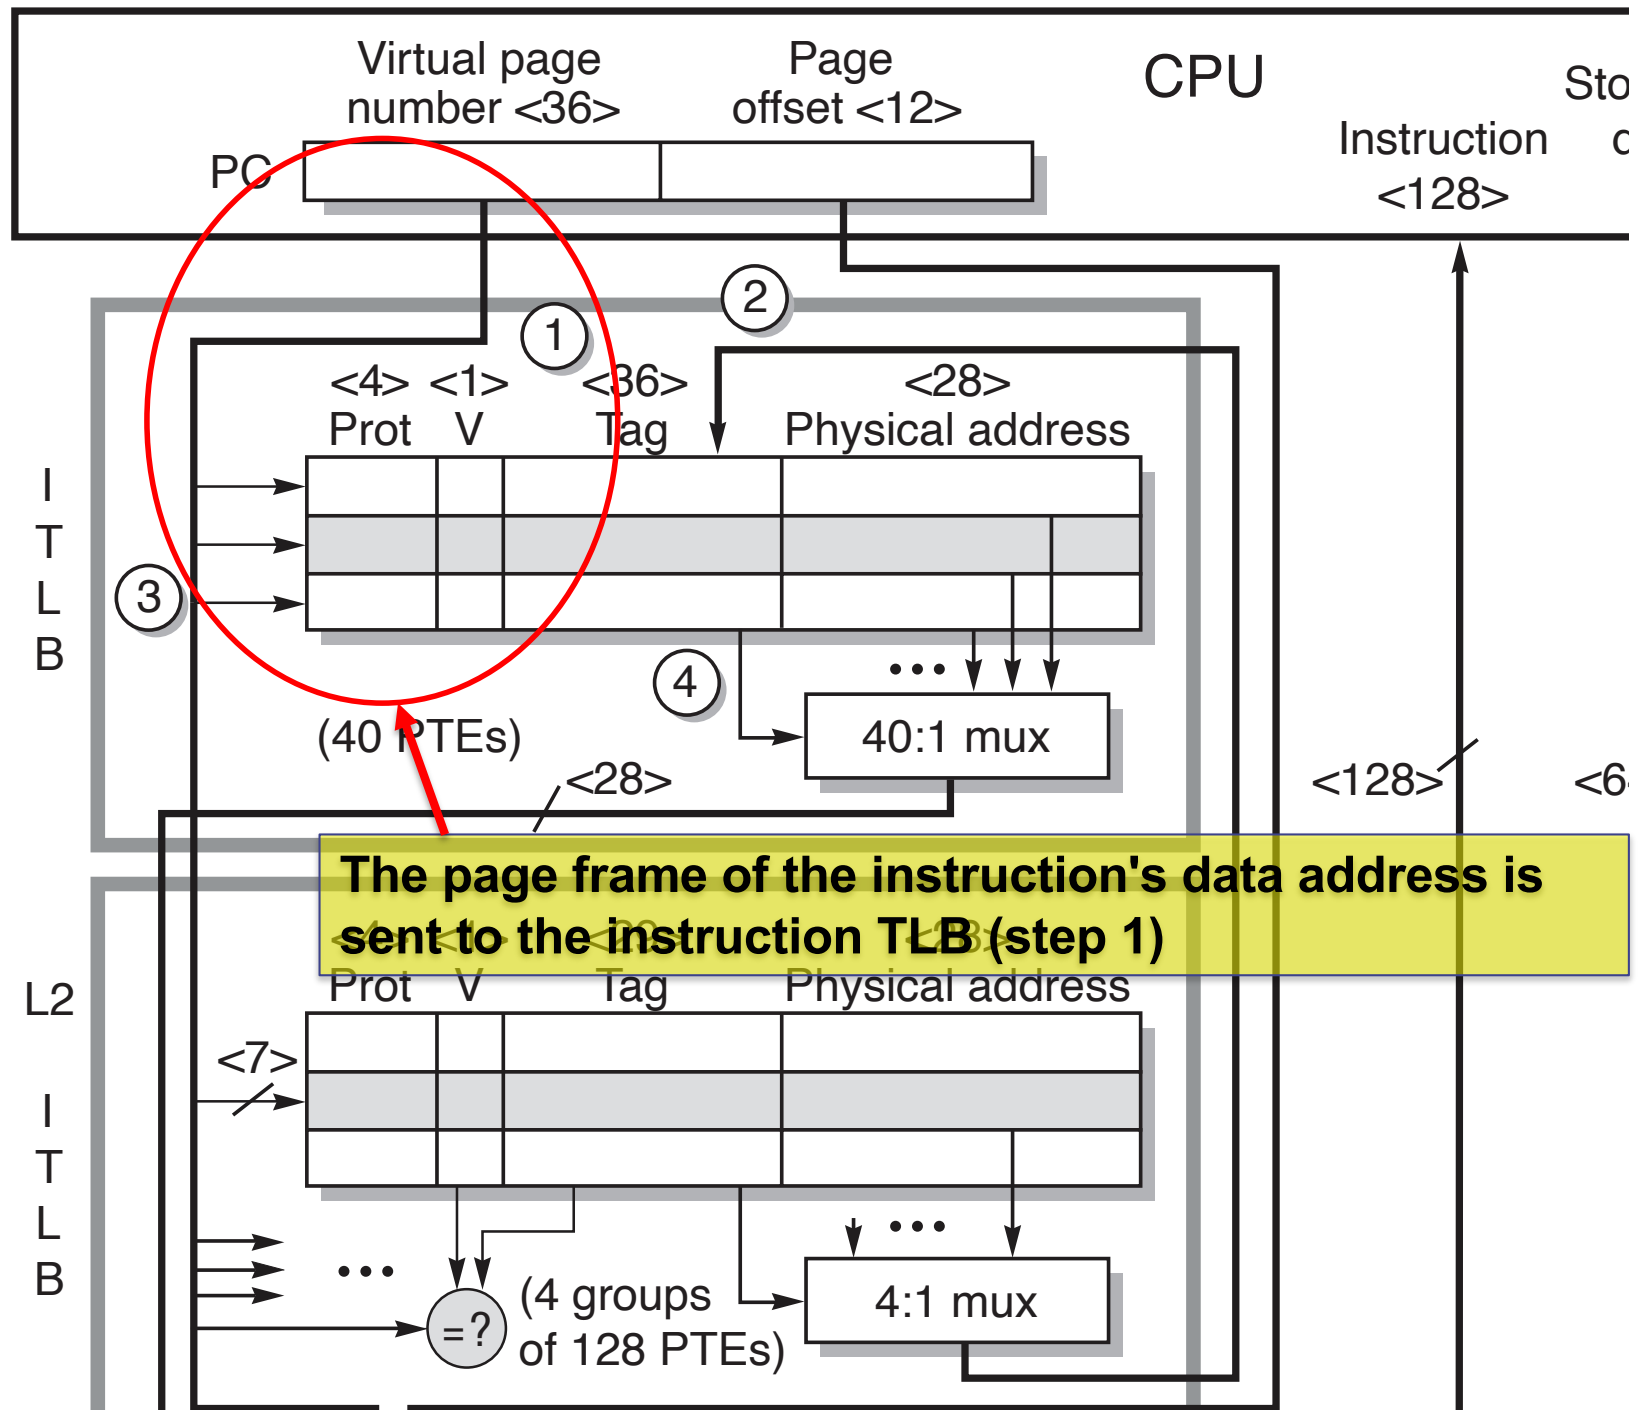 Virtual page
number <36>
Page
offset <12>
CPU
PC
Instruction
<128>
1
2
<4> <1> <36> <28>
Prot V Tag Physical address
I
T
L
B
3
4
(40 PTEs)
40:1 mux
<28>
<128>
The page frame of the instruction's data address is
sent to the instruction TLB (step 1)
Prot V Tag Physical address
L2
I
T
L
B
<7>
=?
(4 groups
of 128 PTEs)
4:1 mux